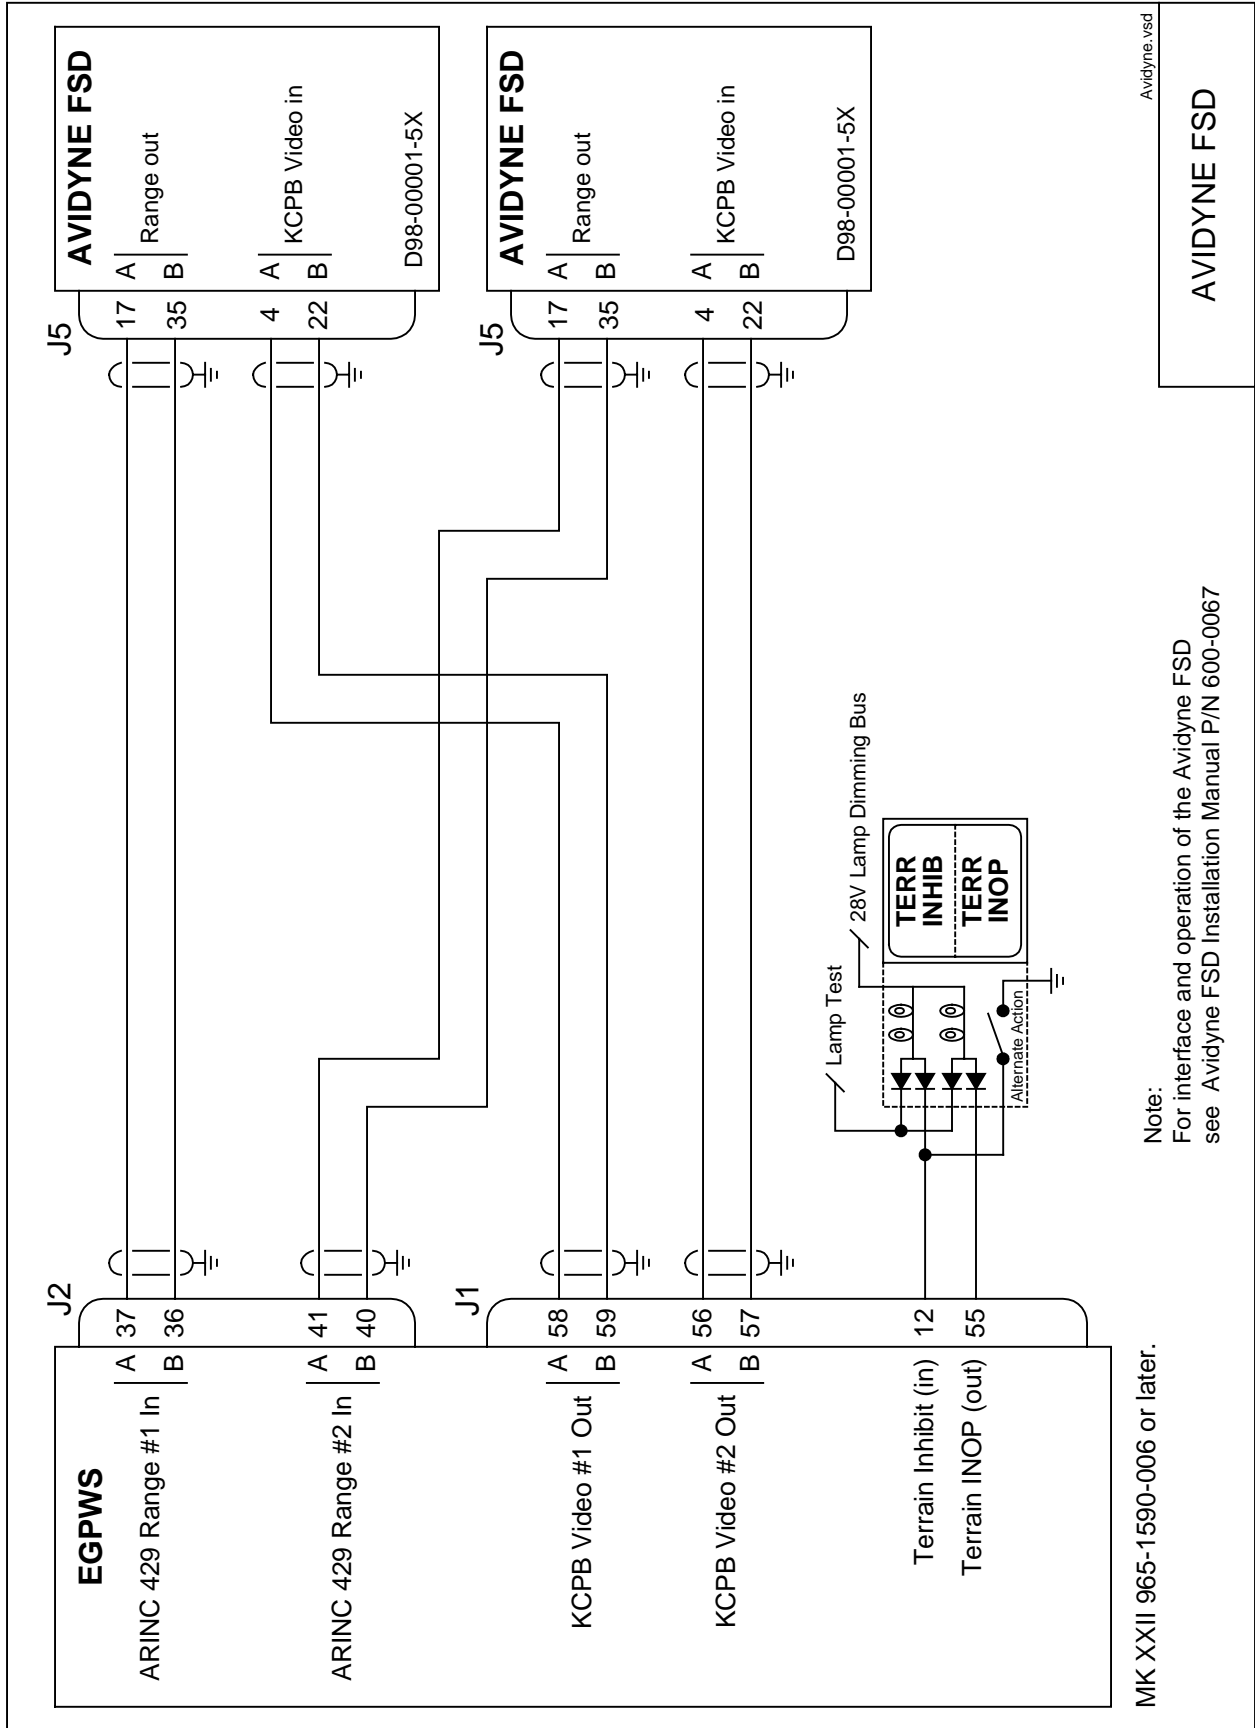 EGPWS
J2
ARINC 429 Range #1 In
A 37
B 36
ARINC 429 Range #2 In
A 41
B 40
J1
KCPB Video #1 Out
A 58
B 59
KCPB Video #2 Out
A 56
B 57
Terrain Inhibit (in) 12
Terrain INOP (out) 55
MK XXII 965-1590-006 or later.
Lamp Test
28V Lamp Dimming Bus
Alternate Action
TERR
INHIB
TERR
INOP
J5
AVIDYNE FSD
17 A
Range out
35 B
4 A
KCPB Video in
22 B
D98-00001-5X
J5
AVIDYNE FSD
17 A
Range out
35 B
4 A
KCPB Video in
22 B
D98-00001-5X
Note:
For interface and operation of the Avidyne FSD
see Avidyne FSD Installation Manual P/N 600-0067
Avidyne.vsd
AVIDYNE FSD